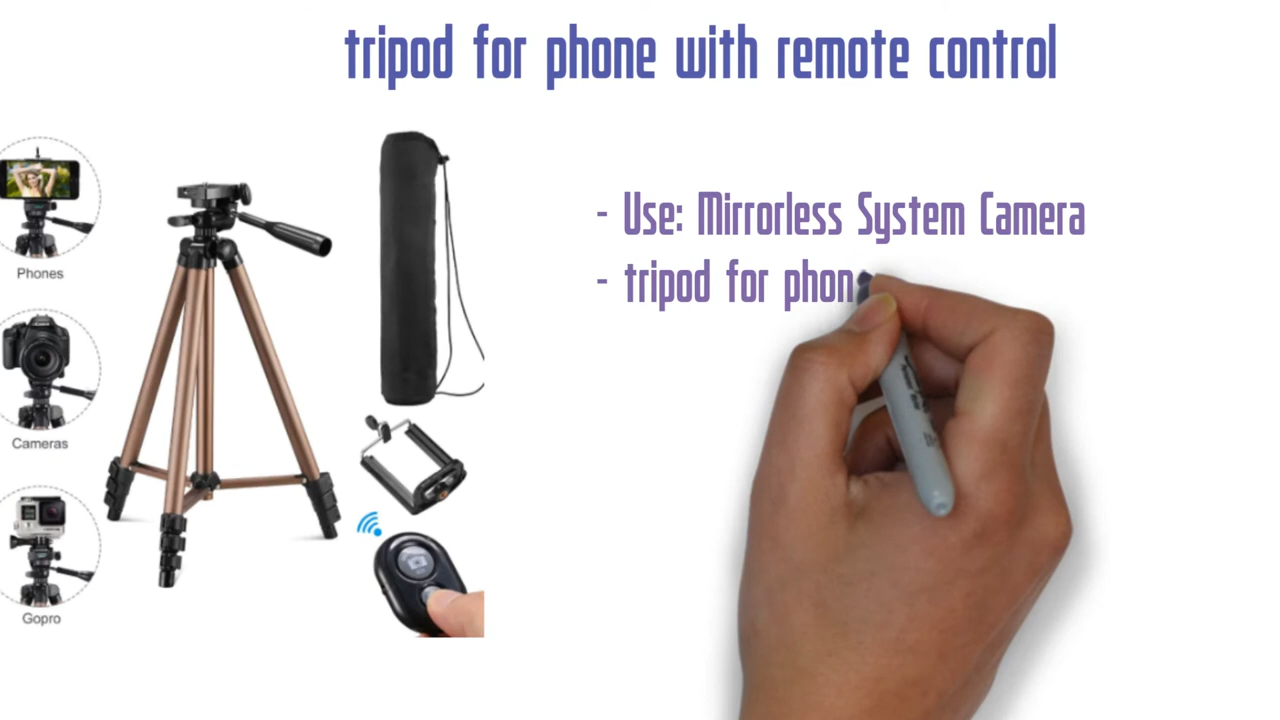 tripod for phone with remote control
- Use: Mirrorless System Camera
- tripod for phon
Phones
Cameras
Gopro